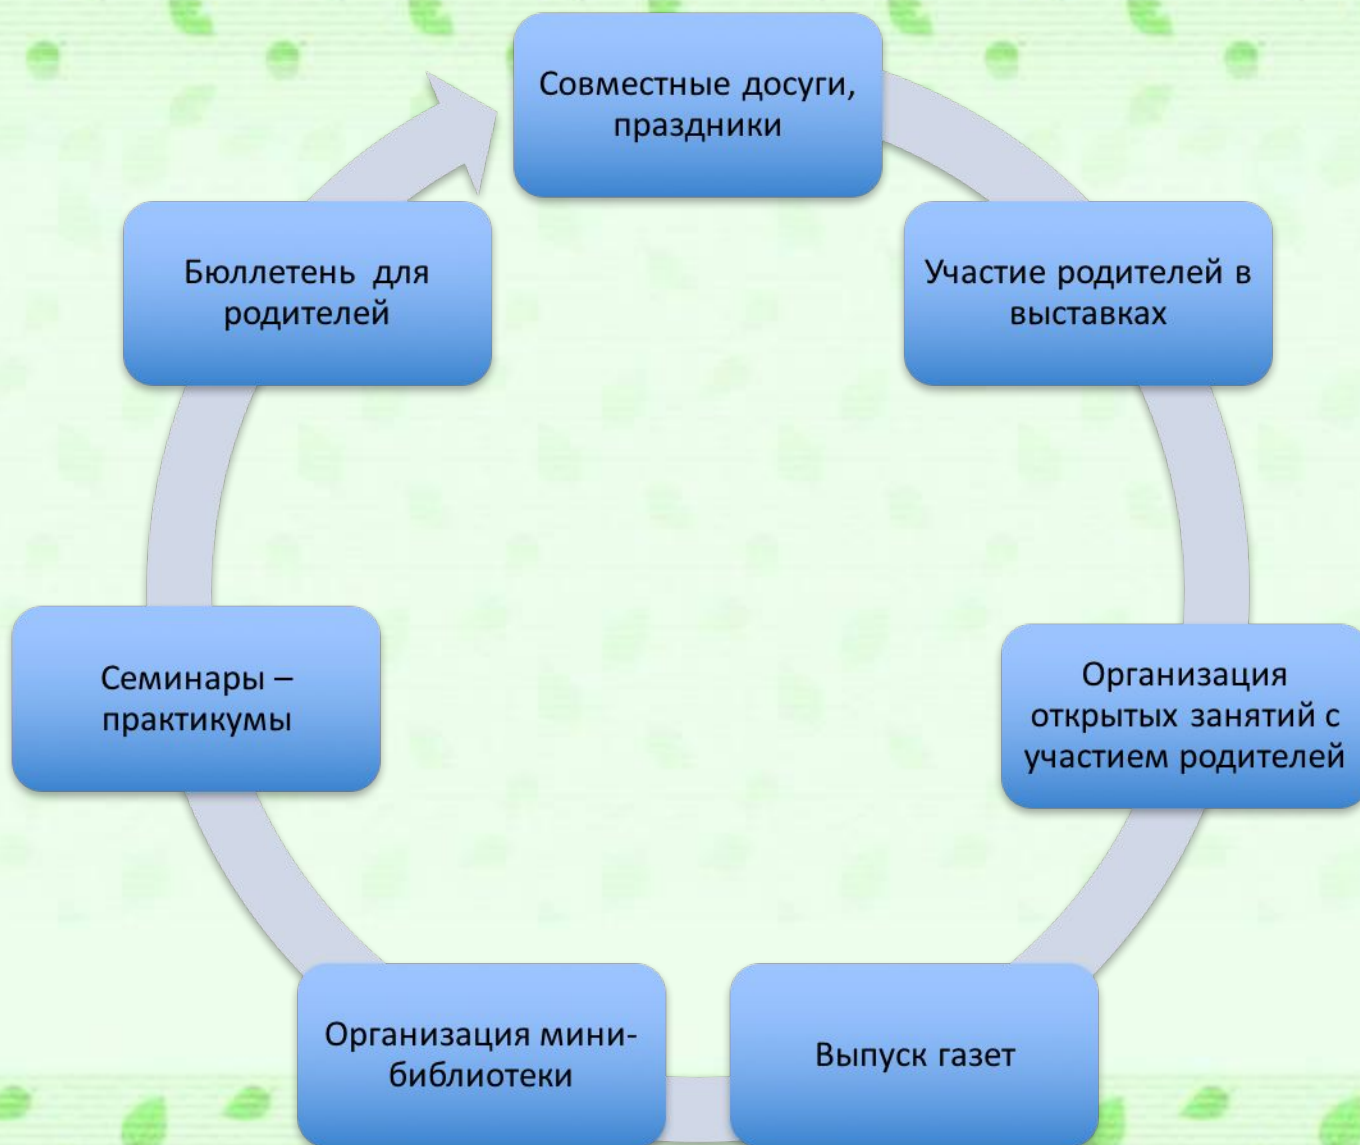 Совместные досуги,
праздники
Участие родителей в
выставках
Организация
открытых занятий с
участием родителей
Выпуск газет
Организация мини-
библиотеки
Семинары –
практикумы
Бюллетень для
родителей